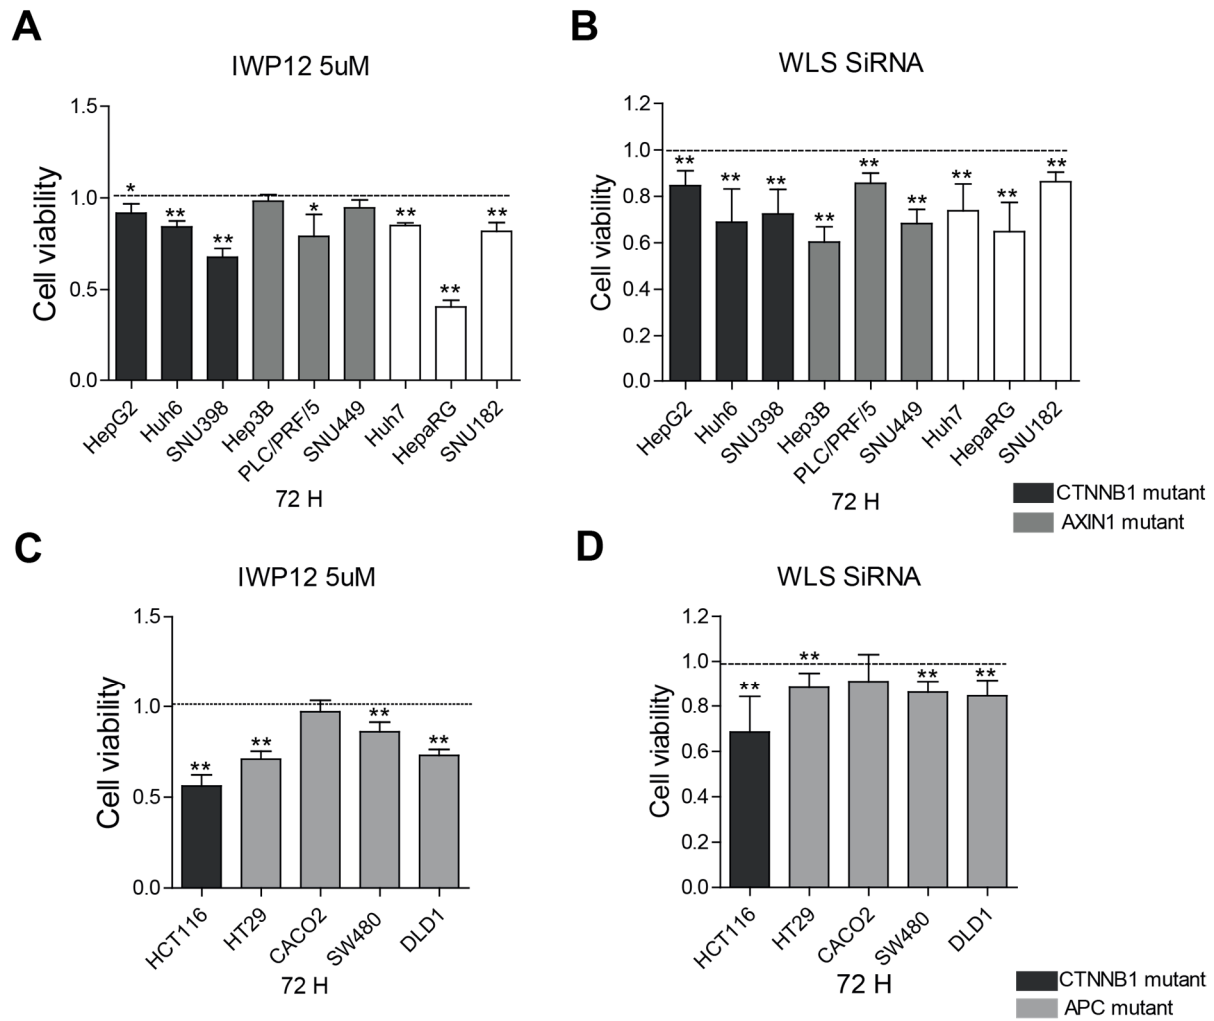 A
IWP12 5uM
Cell viability
1.5
1.0
0.5
0.0
* ** ** * ** ** **
HepG2 Huh6 SNU398 Hep3B PLC/PRF/5 SNU449 Huh7 HepaRG SNU182
72 H
B
WLS SiRNA
Cell viability
1.2
1.0
0.8
0.6
0.4
0.2
0.0
** ** ** ** ** ** ** ** **
HepG2 Huh6 SNU398 Hep3B PLC/PRF/5 SNU449 Huh7 HepaRG SNU182
72 H
CTNNB1 mutant
AXIN1 mutant
C
IWP12 5uM
Cell viability
1.5
1.0
0.5
0.0
** ** ** **
HCT116 HT29 CACO2 SW480 DLD1
72 H
D
WLS SiRNA
Cell viability
1.2
1.0
0.8
0.6
0.4
0.2
0.0
** ** ** **
HCT116 HT29 CACO2 SW480 DLD1
72 H
CTNNB1 mutant
APC mutant